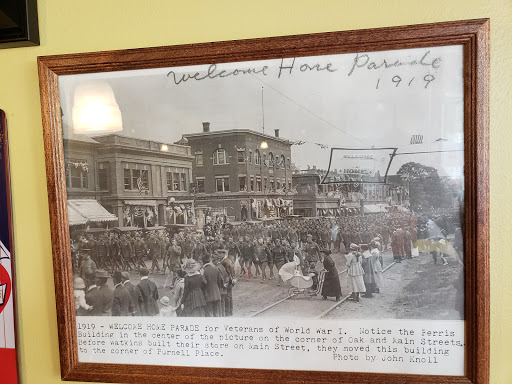 Welcome Home Parade
1919
1919 - WELCOME HOME PARADE for Veterans of World War I. Notice the Ferris
Building in the center of the picture on the corner of Oak and Main Streets.
Before Watkins built their store on Main Street, they moved this building
to the corner of Purnell Place. Photo by John Knoll